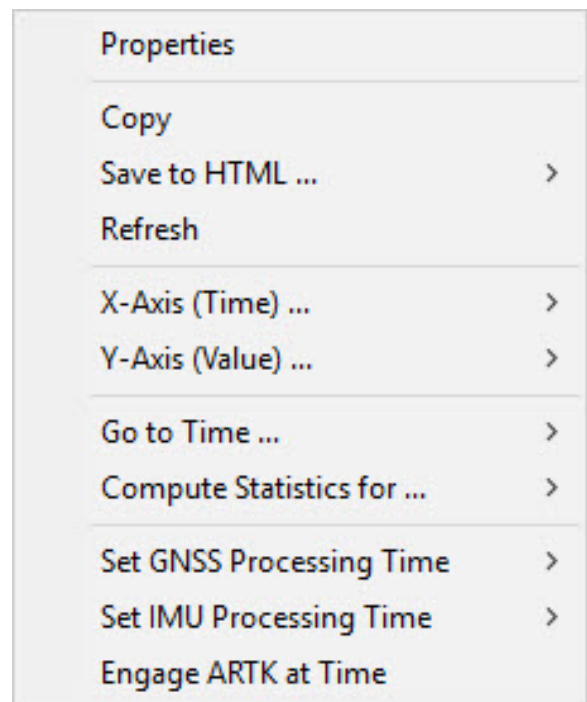 Properties
Copy
Save to HTML ...
Refresh
X-Axis (Time) ...
Y-Axis (Value) ...
Go to Time ...
Compute Statistics for ...
Set GNSS Processing Time
Set IMU Processing Time
Engage ARTK at Time